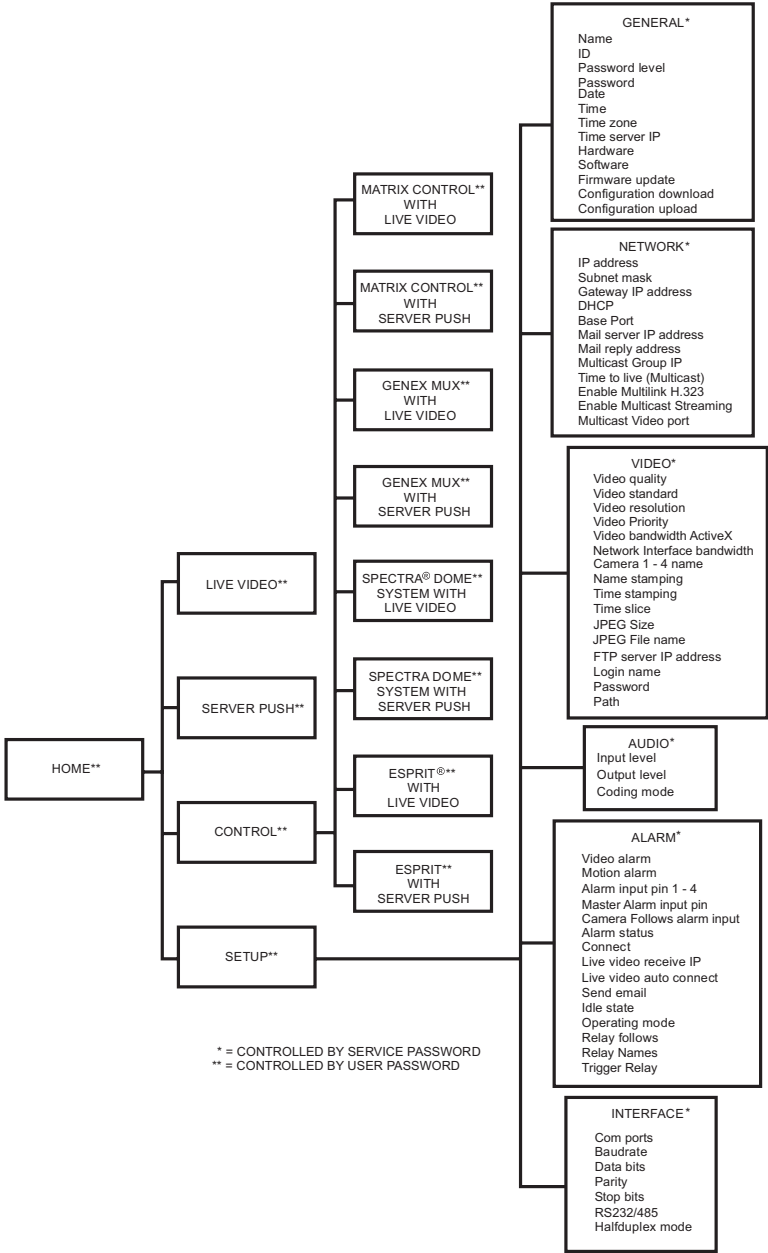 HOME**
LIVE VIDEO**
SERVER PUSH**
CONTROL**
SETUP**
MATRIX CONTROL**
WITH
LIVE VIDEO
MATRIX CONTROL**
WITH
SERVER PUSH
GENEX MUX**
WITH
LIVE VIDEO
GENEX MUX**
WITH
SERVER PUSH
SPECTRA® DOME**
SYSTEM WITH
LIVE VIDEO
SPECTRA DOME**
SYSTEM WITH
SERVER PUSH
ESPRIT®**
WITH
LIVE VIDEO
ESPRIT**
WITH
SERVER PUSH
GENERAL*
Name
ID
Password level
Password
Date
Time
Time zone
Time server IP
Hardware
Software
Firmware update
Configuration download
Configuration upload
NETWORK*
IP address
Subnet mask
Gateway IP address
DHCP
Base Port
Mail server IP address
Mail reply address
Multicast Group IP
Time to live (Multicast)
Enable Multilink H.323
Enable Multicast Streaming
Multicast Video port
VIDEO*
Video quality
Video standard
Video resolution
Video Priority
Video bandwidth ActiveX
Network Interface bandwidth
Camera 1 - 4 name
Name stamping
Time stamping
Time slice
JPEG Size
JPEG File name
FTP server IP address
Login name
Password
Path
AUDIO*
Input level
Output level
Coding mode
ALARM*
Video alarm
Motion alarm
Alarm input pin 1 - 4
Master Alarm input pin
Camera Follows alarm input
Alarm status
Connect
Live video receive IP
Live video auto connect
Send email
Idle state
Operating mode
Relay follows
Relay Names
Trigger Relay
INTERFACE*
Com ports
Baudrate
Data bits
Parity
Stop bits
RS232/485
Halfduplex mode
* = CONTROLLED BY SERVICE PASSWORD
** = CONTROLLED BY USER PASSWORD